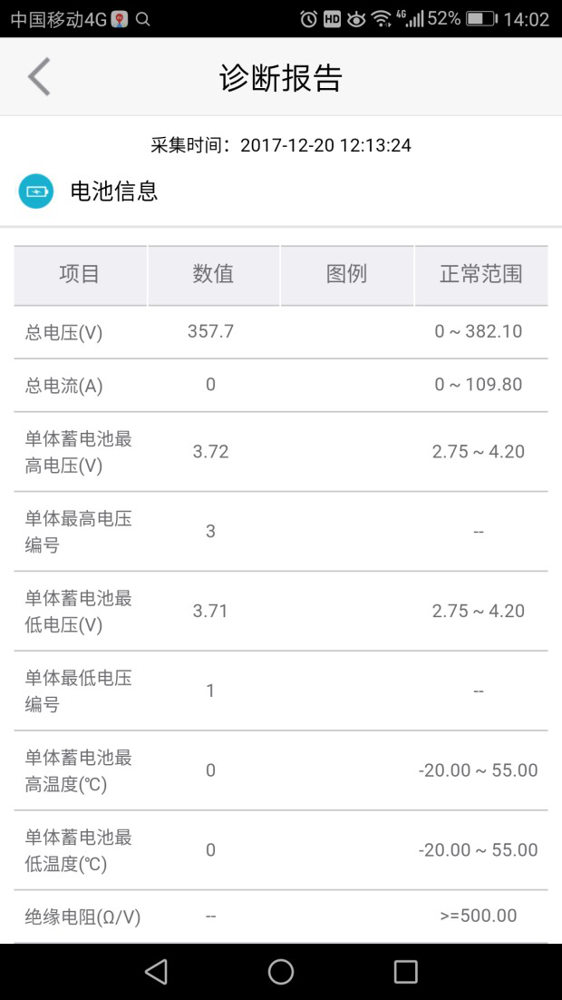 中国移动4G HD 4G 52% 14:02
诊断报告
采集时间：2017-12-20 12:13:24
电池信息
项目 数值 图例 正常范围
总电压(V) 357.7 0 ~ 382.10
总电流(A) 0 0 ~ 109.80
单体蓄电池最
高电压(V) 3.72 2.75 ~ 4.20
单体最高电压
编号 3 --
单体蓄电池最
低电压(V) 3.71 2.75 ~ 4.20
单体最低电压
编号 1 --
单体蓄电池最
高温度(℃) 0 -20.00 ~ 55.00
单体蓄电池最
低温度(℃) 0 -20.00 ~ 55.00
绝缘电阻(Ω/V) -- >=500.00